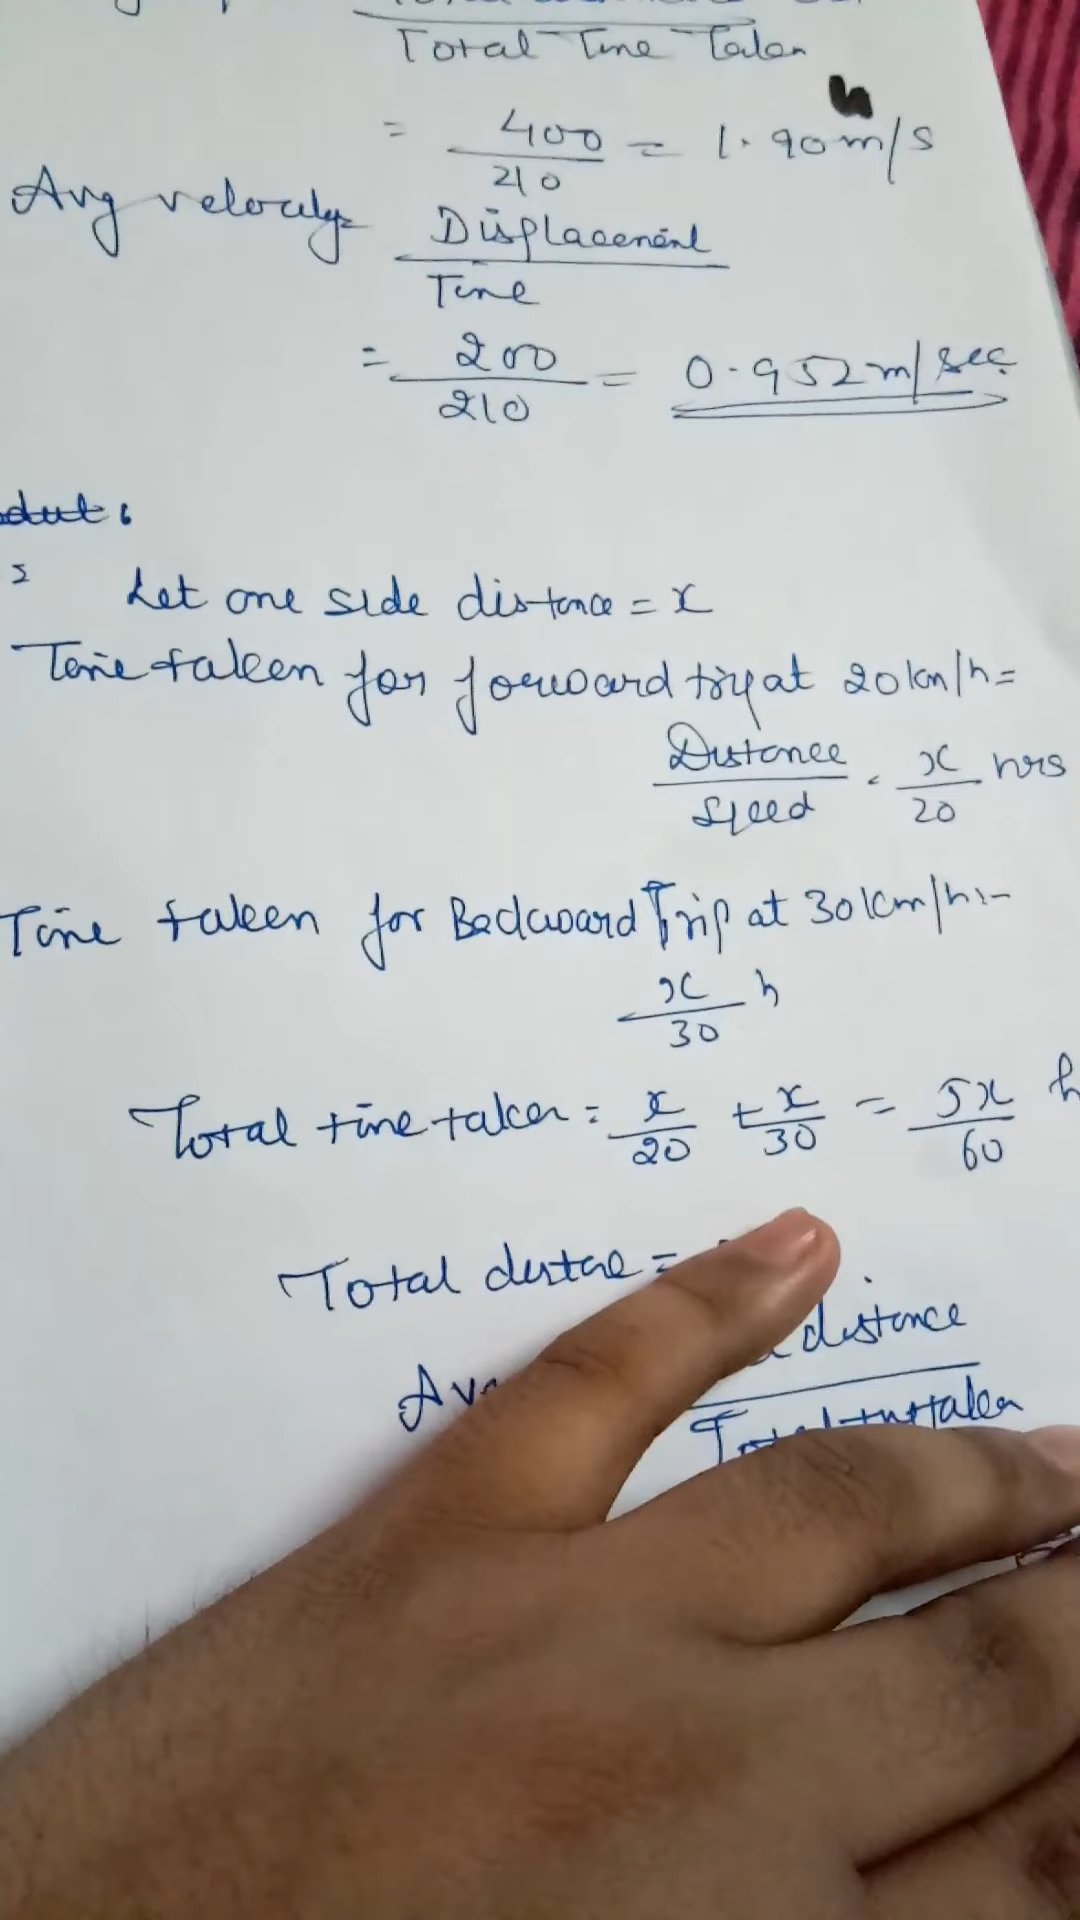 Total Time Taken
= 400/210 = 1.90 m/s
Avg velocity = Displacement/Time
= 200/210 = 0.952 m/sec
Let one side distance = x
Time taken for forward trip at 20 km/h =
Distance/Speed = x/20 hrs
Time taken for Backward Trip at 30 km/h :-
x/30 h
Total time taken = x/20 + x/30 = 5x/60 h
Total distance =
distance